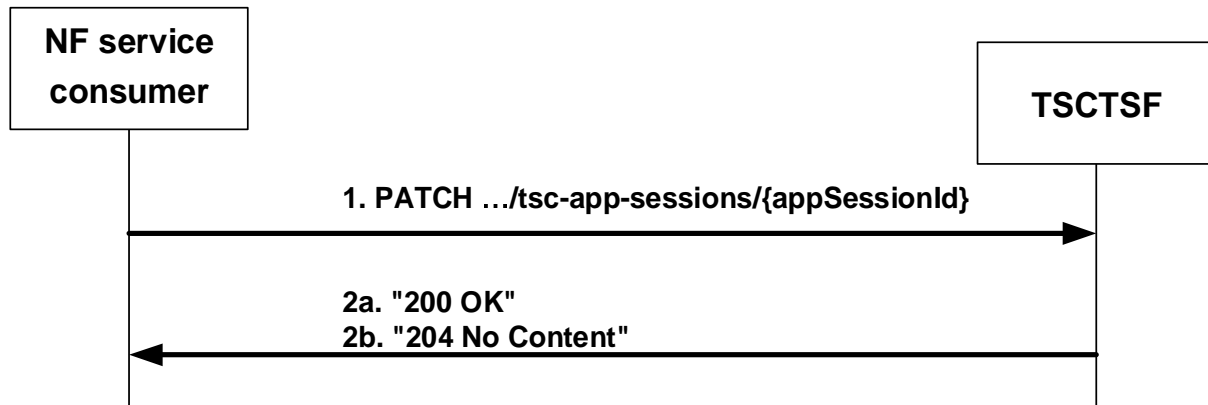 NF service
consumer
TSCTSF
1. PATCH …/tsc-app-sessions/{appSessionId}
2a. "200 OK"
2b. "204 No Content"